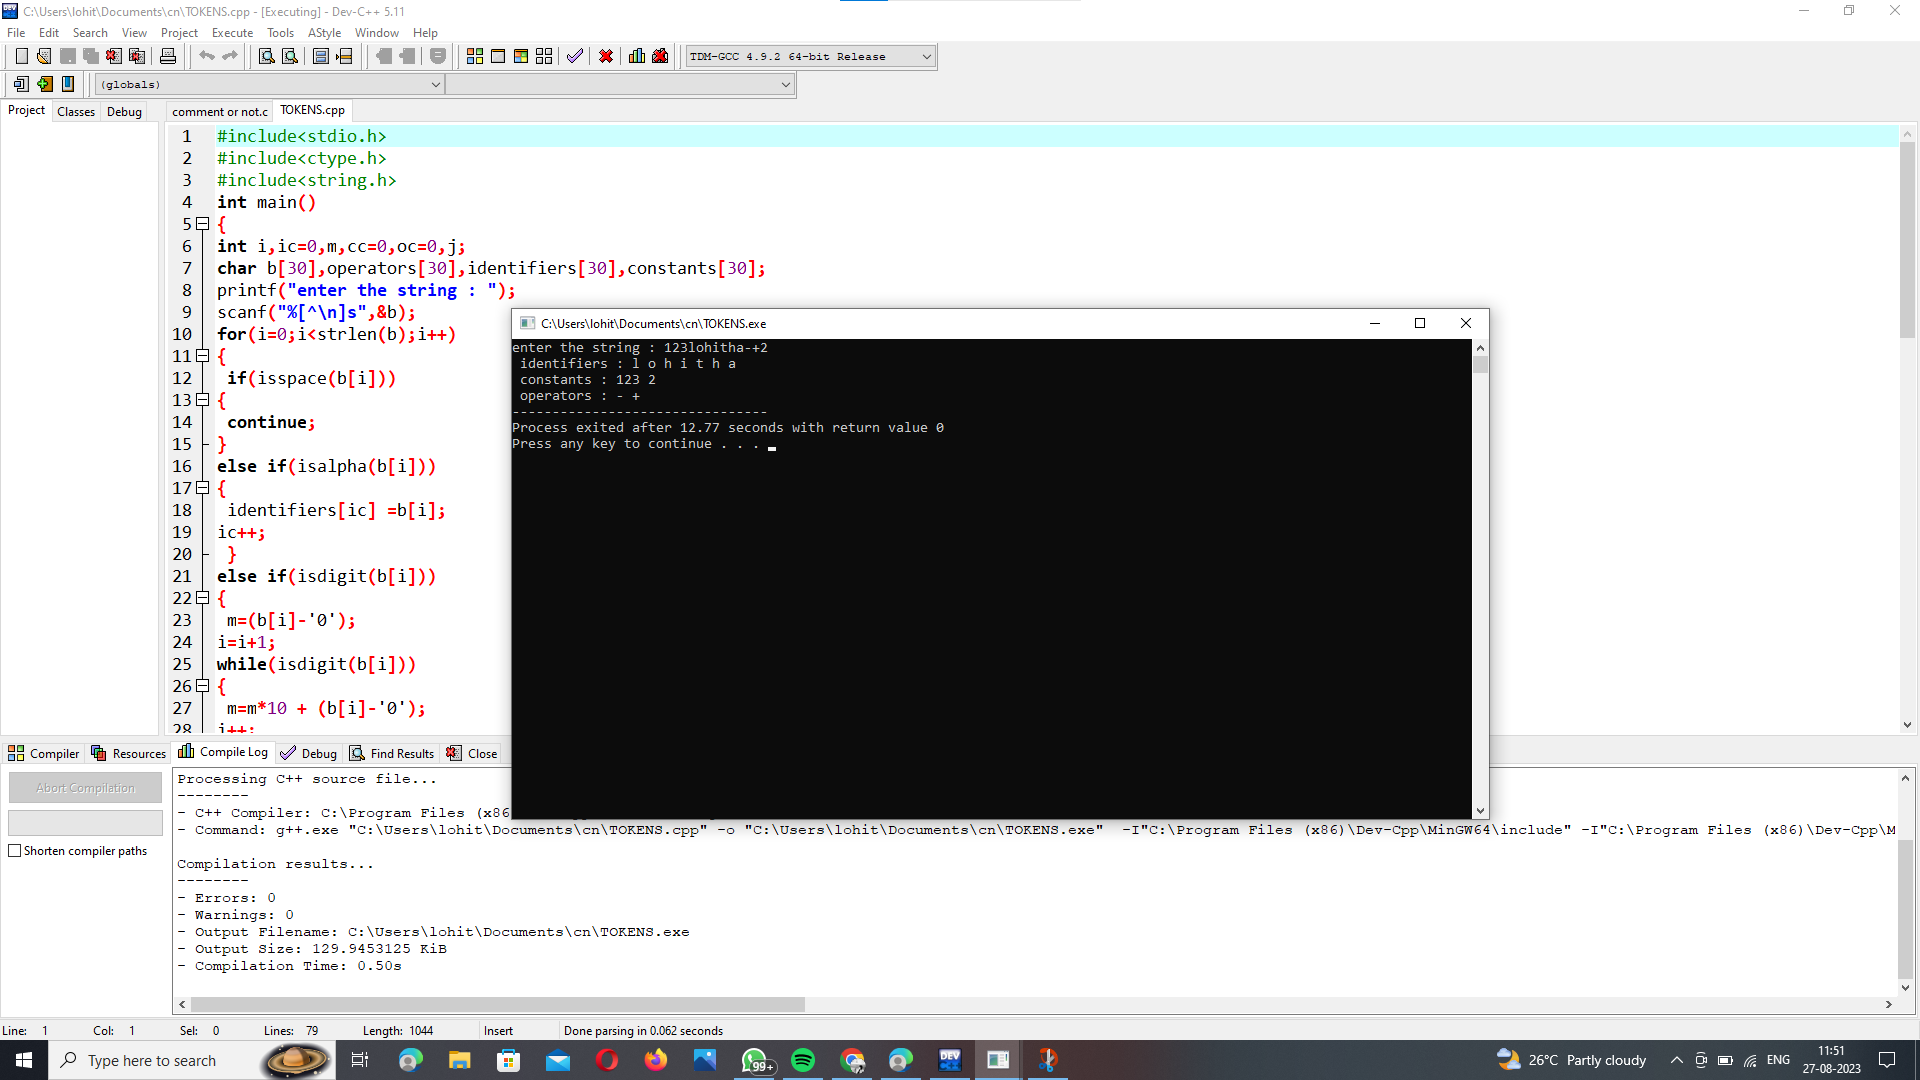 C:\Users\lohit\Documents\cn\TOKENS.cpp - [Executing] - Dev-C++ 5.11
File Edit Search View Project Execute Tools AStyle Window Help
TDM-GCC 4.9.2 64-bit Release
(globals)
Project Classes Debug comment or not.c TOKENS.cpp
1 #include<stdio.h>
2 #include<ctype.h>
3 #include<string.h>
4 int main()
5 {
6 int i,ic=0,m,cc=0,oc=0,j;
7 char b[30],operators[30],identifiers[30],constants[30];
8 printf("enter the string : ");
9 scanf("%[^\n]s",&b);
10 for(i=0;i<strlen(b);i++)
11 {
12 if(isspace(b[i]))
13 {
14 continue;
15 }
16 else if(isalpha(b[i]))
17 {
18 identifiers[ic] =b[i];
19 ic++;
20 }
21 else if(isdigit(b[i]))
22 {
23 m=(b[i]-'0');
24 i=i+1;
25 while(isdigit(b[i]))
26 {
27 m=m*10 + (b[i]-'0');
28 i++;
C:\Users\lohit\Documents\cn\TOKENS.exe
enter the string : 123lohitha-+2
identifiers : l o h i t h a
constants : 123 2
operators : - +
--------------------------------
Process exited after 12.77 seconds with return value 0
Press any key to continue . . .
Compiler Resources Compile Log Debug Find Results Close
Abort Compilation
Shorten compiler paths
Processing C++ source file...
--------
- C++ Compiler: C:\Program Files (x86
- Command: g++.exe "C:\Users\lohit\Documents\cn\TOKENS.cpp" -o "C:\Users\lohit\Documents\cn\TOKENS.exe" -I"C:\Program Files (x86)\Dev-Cpp\MinGW64\include" -I"C:\Program Files (x86)\Dev-Cpp\M
Compilation results...
--------
- Errors: 0
- Warnings: 0
- Output Filename: C:\Users\lohit\Documents\cn\TOKENS.exe
- Output Size: 129.9453125 KiB
- Compilation Time: 0.50s
Line: 1 Col: 1 Sel: 0 Lines: 79 Length: 1044 Insert Done parsing in 0.062 seconds
Type here to search
99+
DEV
26°C Partly cloudy
ENG
11:51
27-08-2023